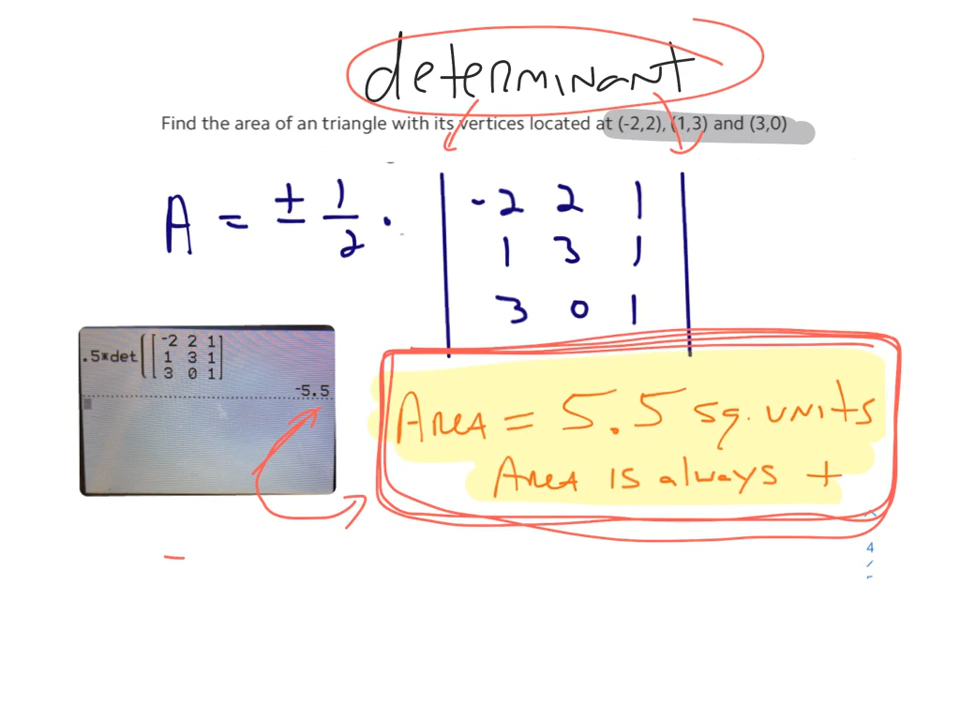 determinant
Find the area of an triangle with its vertices located at (-2,2), (1,3) and (3,0)
A = ± 1/2 ·
-2 2 1
1 3 1
3 0 1
.5*det([[-2 2 1]
[1 3 1]
[3 0 1]])
-5.5
Area = 5.5 sq. units
Area is always +
4